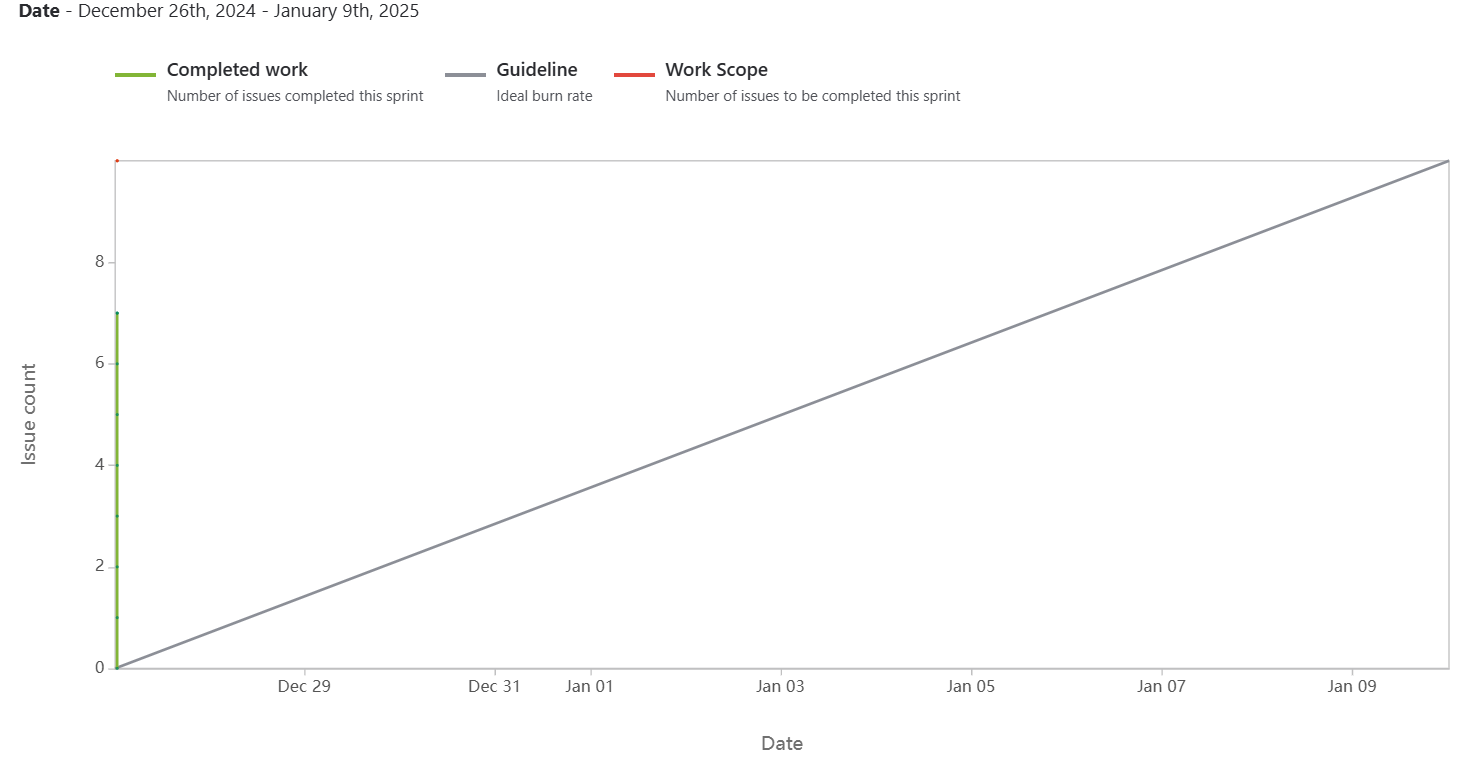 Date - December 26th, 2024 - January 9th, 2025
Completed work Guideline Work Scope
Number of issues completed this sprint Ideal burn rate Number of issues to be completed this sprint
8
6
4
2
0
Issue count
Dec 29 Dec 31 Jan 01 Jan 03 Jan 05 Jan 07 Jan 09
Date